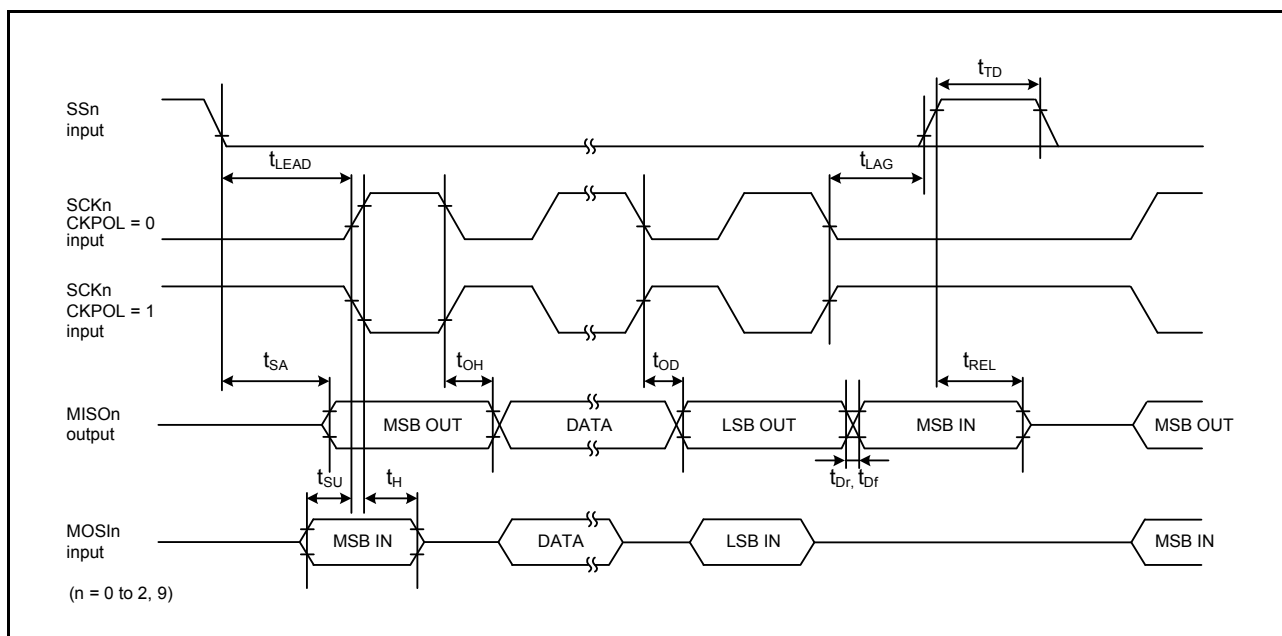 tTD
SSn
input
tLEAD
tLAG
SCKn
CKPOL = 0
input
SCKn
CKPOL = 1
input
tSA
tOH
tOD
tREL
MISOn
output
MSB OUT
DATA
LSB OUT
MSB IN
MSB OUT
tSU
tH
tDr, tDf
MOSIn
input
MSB IN
DATA
LSB IN
MSB IN
(n = 0 to 2, 9)